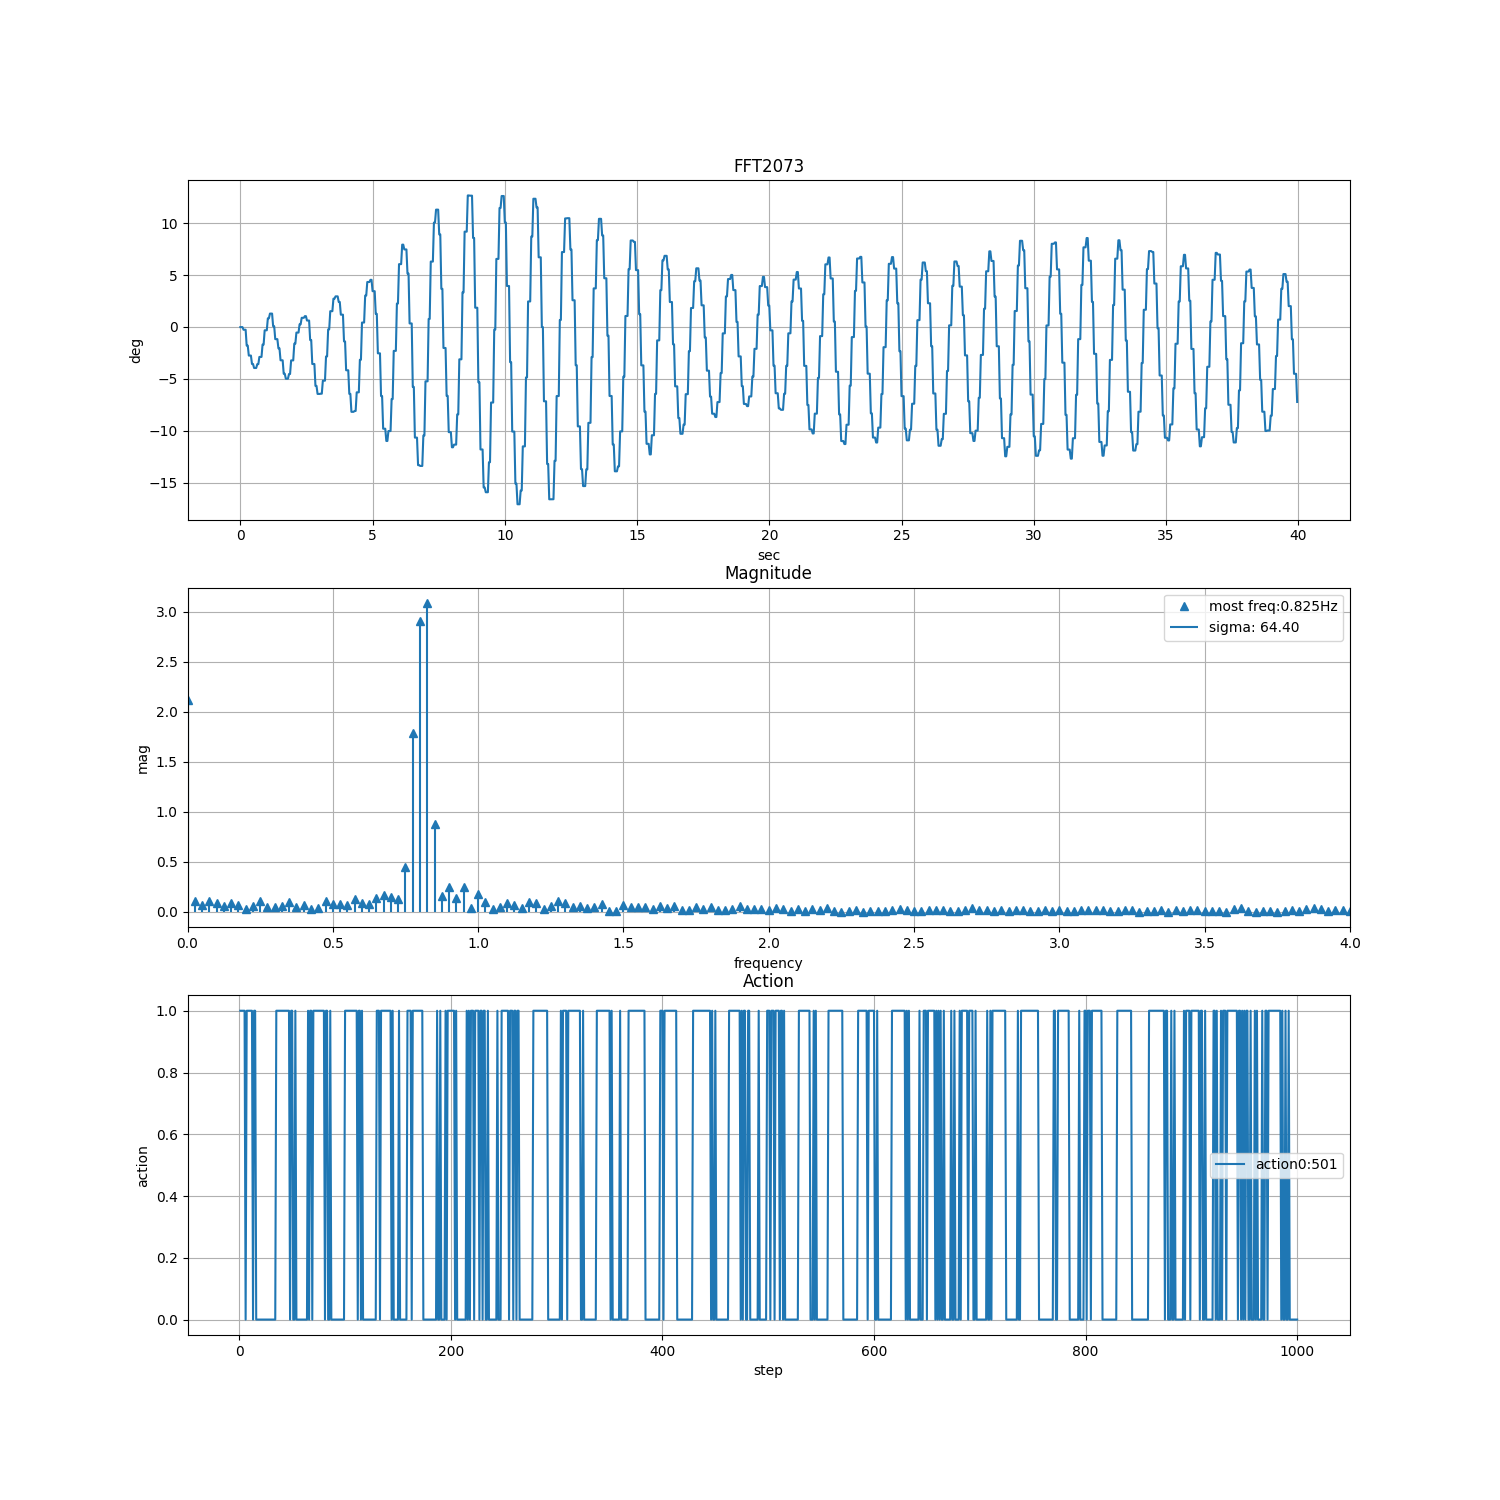 FFT2073
10
5
0
−5
−10
−15
deg
0 5 10 15 20 25 30 35 40
sec
Magnitude
3.0
2.5
2.0
1.5
1.0
0.5
0.0
mag
most freq:0.825Hz
sigma: 64.40
0.0 0.5 1.0 1.5 2.0 2.5 3.0 3.5 4.0
frequency
Action
1.0
0.8
0.6
0.4
0.2
0.0
action
action0:501
0 200 400 600 800 1000
step